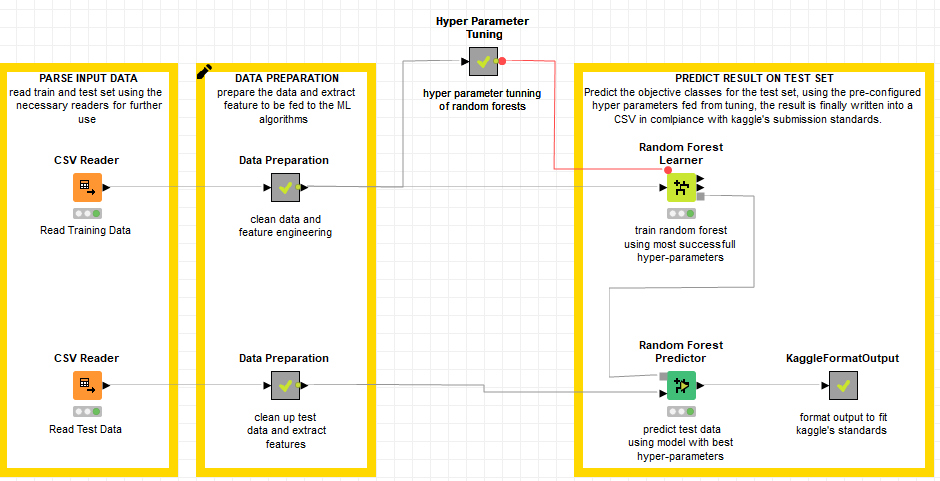 Hyper Parameter
Tuning
hyper parameter tunning
of random forests
PARSE INPUT DATA
read train and test set using the
necessary readers for further
use
CSV Reader
Read Training Data
CSV Reader
Read Test Data
DATA PREPARATION
prepare the data and extract
feature to be fed to the ML
algorithms
Data Preparation
clean data and
feature engineering
Data Preparation
clean up test
data and extract
features
PREDICT RESULT ON TEST SET
Predict the objective classes for the test set, using the pre-configured
hyper parameters fed from tuning, the result is finally written into a
CSV in comlpiance with kaggle's submission standards.
Random Forest
Learner
train random forest
using most successfull
hyper-parameters
Random Forest
Predictor
predict test data
using model with best
hyper-parameters
KaggleFormatOutput
format output to fit
kaggle's standards